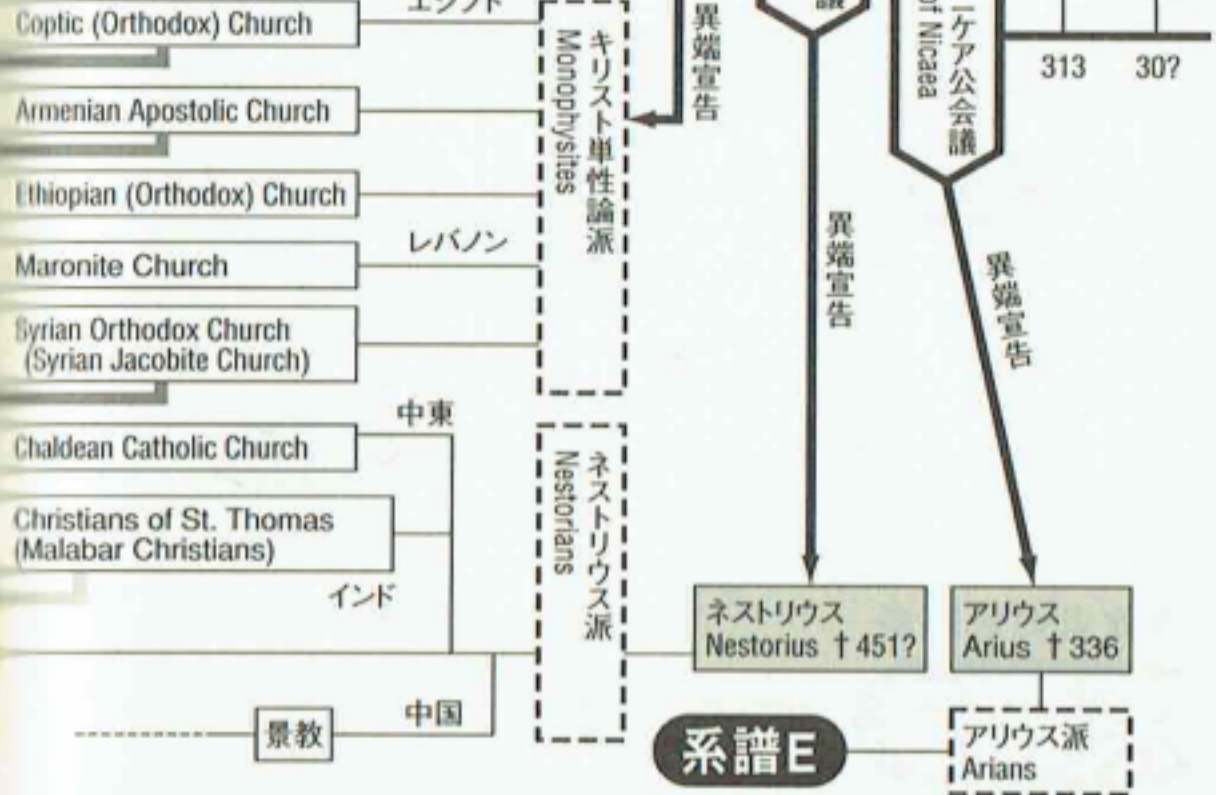 エジプト
Coptic (Orthodox) Church
Armenian Apostolic Church
Ethiopian (Orthodox) Church
レバノン
Maronite Church
Syrian Orthodox Church
(Syrian Jacobite Church)
中東
Chaldean Catholic Church
Christians of St. Thomas
(Malabar Christians)
インド
中国
景教
キリスト単性論派
Monophysites
ネストリウス派
Nestorians
異端宣告
議
異端宣告
ニケア公会議
of Nicaea
異端宣告
313
30?
ネストリウス
Nestorius †451?
アリウス
Arius †336
系譜E
アリウス派
Arians